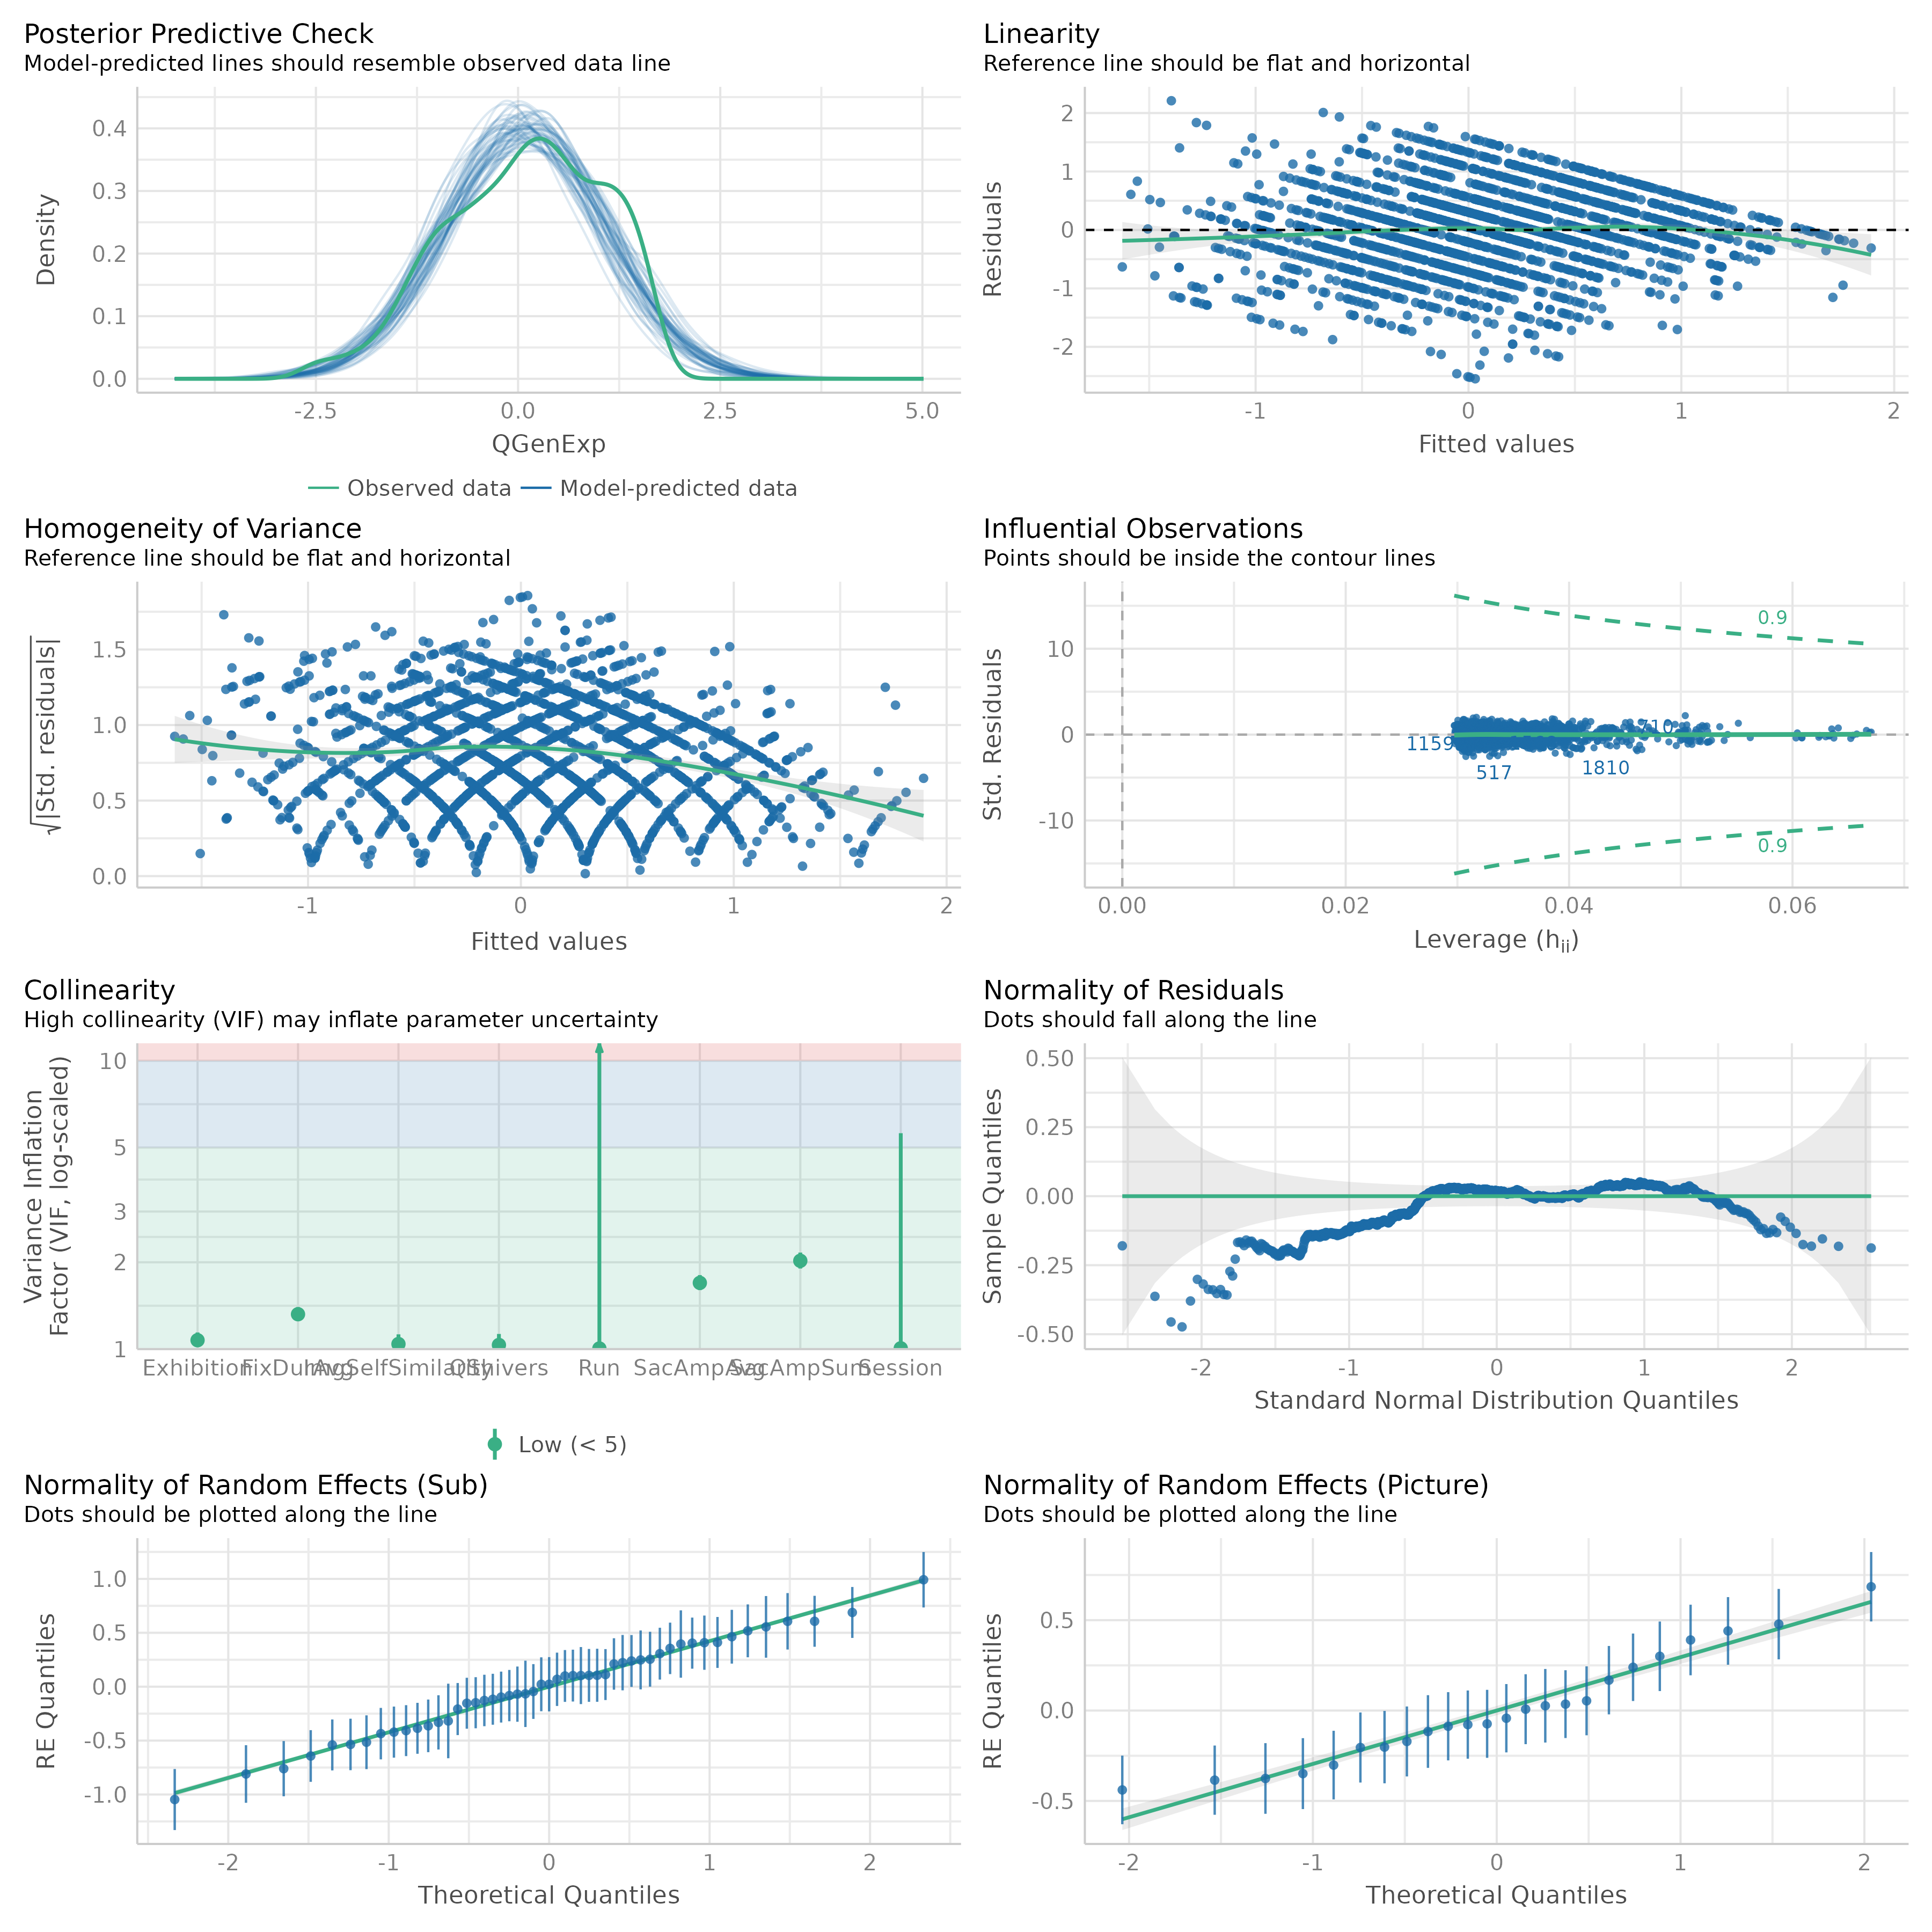 Posterior Predictive Check
Model-predicted lines should resemble observed data line
Density
0.4
0.3
0.2
0.1
0.0
-2.5
0.0
2.5
5.0
QGenExp
Observed data
Model-predicted data
Linearity
Reference line should be flat and horizontal
Residuals
2
1
0
-1
-2
-1
0
1
2
Fitted values
Homogeneity of Variance
Reference line should be flat and horizontal
√|Std. residuals|
1.5
1.0
0.5
0.0
-1
0
1
2
Fitted values
Influential Observations
Points should be inside the contour lines
Std. Residuals
10
0
-10
0.9
0.9
1159
517
1810
0.00
0.02
0.04
0.06
Leverage (hii)
Collinearity
High collinearity (VIF) may inflate parameter uncertainty
Variance Inflation
Factor (VIF, log-scaled)
10
5
3
2
1
Exhibition
Run
Session
Low (< 5)
Normality of Residuals
Dots should fall along the line
Sample Quantiles
0.50
0.25
0.00
-0.25
-0.50
-2
-1
0
1
2
Standard Normal Distribution Quantiles
Normality of Random Effects (Sub)
Dots should be plotted along the line
RE Quantiles
1.0
0.5
0.0
-0.5
-1.0
-2
-1
0
1
2
Theoretical Quantiles
Normality of Random Effects (Picture)
Dots should be plotted along the line
RE Quantiles
0.5
0.0
-0.5
-2
-1
0
1
2
Theoretical Quantiles